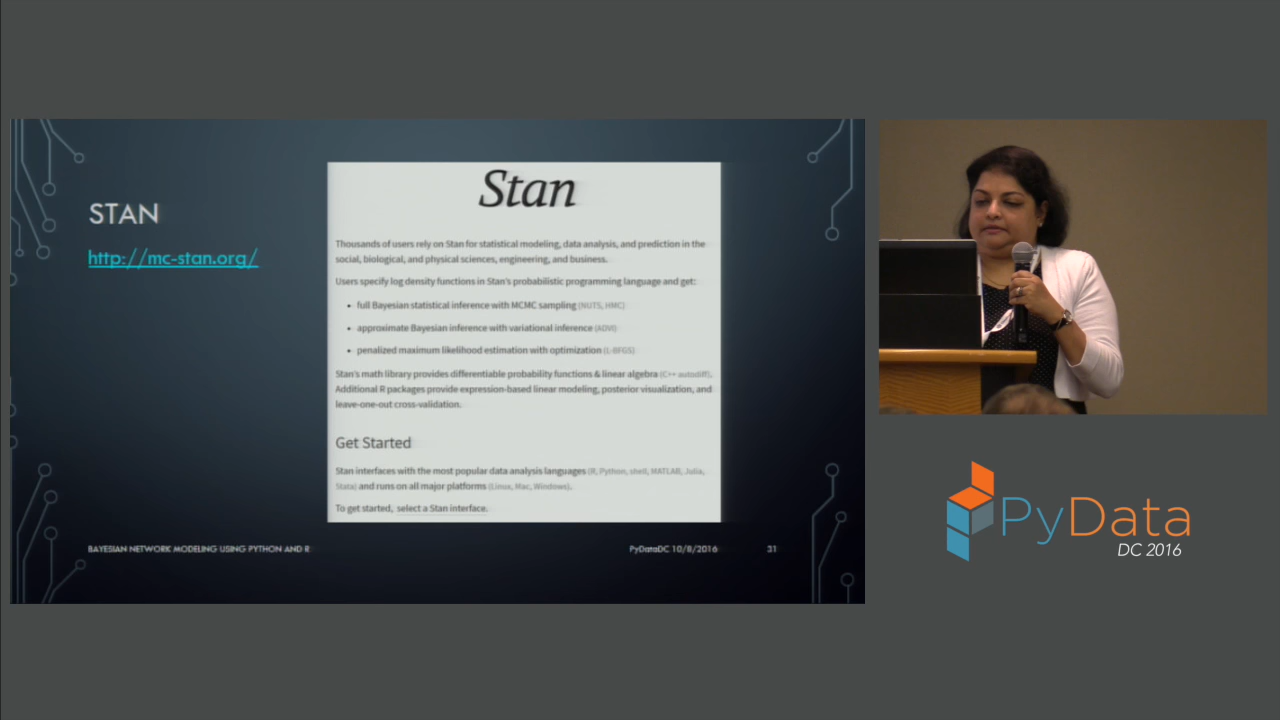 STAN
http://mc-stan.org/
Stan
Thousands of users rely on Stan for statistical modeling, data analysis, and prediction in the
social, biological, and physical sciences, engineering, and business.
Users specify log density functions in Stan's probabilistic programming language and get:
• full Bayesian statistical inference with MCMC sampling (NUTS, HMC)
• approximate Bayesian inference with variational inference (ADVI)
• penalized maximum likelihood estimation with optimization (L-BFGS)
Stan's math library provides differentiable probability functions & linear algebra (C++ autodiff).
Additional R packages provide expression-based linear modeling, posterior visualization, and
leave-one-out cross-validation.
Get Started
Stan interfaces with the most popular data analysis languages (R, Python, shell, MATLAB, Julia,
Stata) and runs on all major platforms (Linux, Mac, Windows).
To get started, select a Stan interface.
BAYESIAN NETWORK MODELING USING PYTHON AND R
PyDataDC 10/8/2016
31
PyData
DC 2016